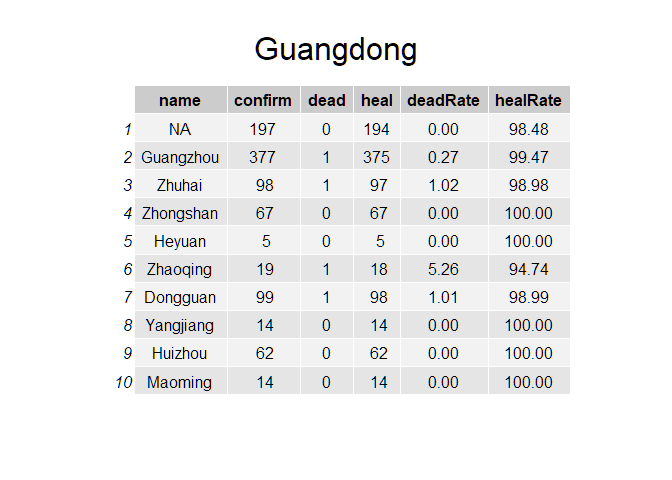 Guangdong
name confirm dead heal deadRate healRate
1 NA 197 0 194 0.00 98.48
2 Guangzhou 377 1 375 0.27 99.47
3 Zhuhai 98 1 97 1.02 98.98
4 Zhongshan 67 0 67 0.00 100.00
5 Heyuan 5 0 5 0.00 100.00
6 Zhaoqing 19 1 18 5.26 94.74
7 Dongguan 99 1 98 1.01 98.99
8 Yangjiang 14 0 14 0.00 100.00
9 Huizhou 62 0 62 0.00 100.00
10 Maoming 14 0 14 0.00 100.00